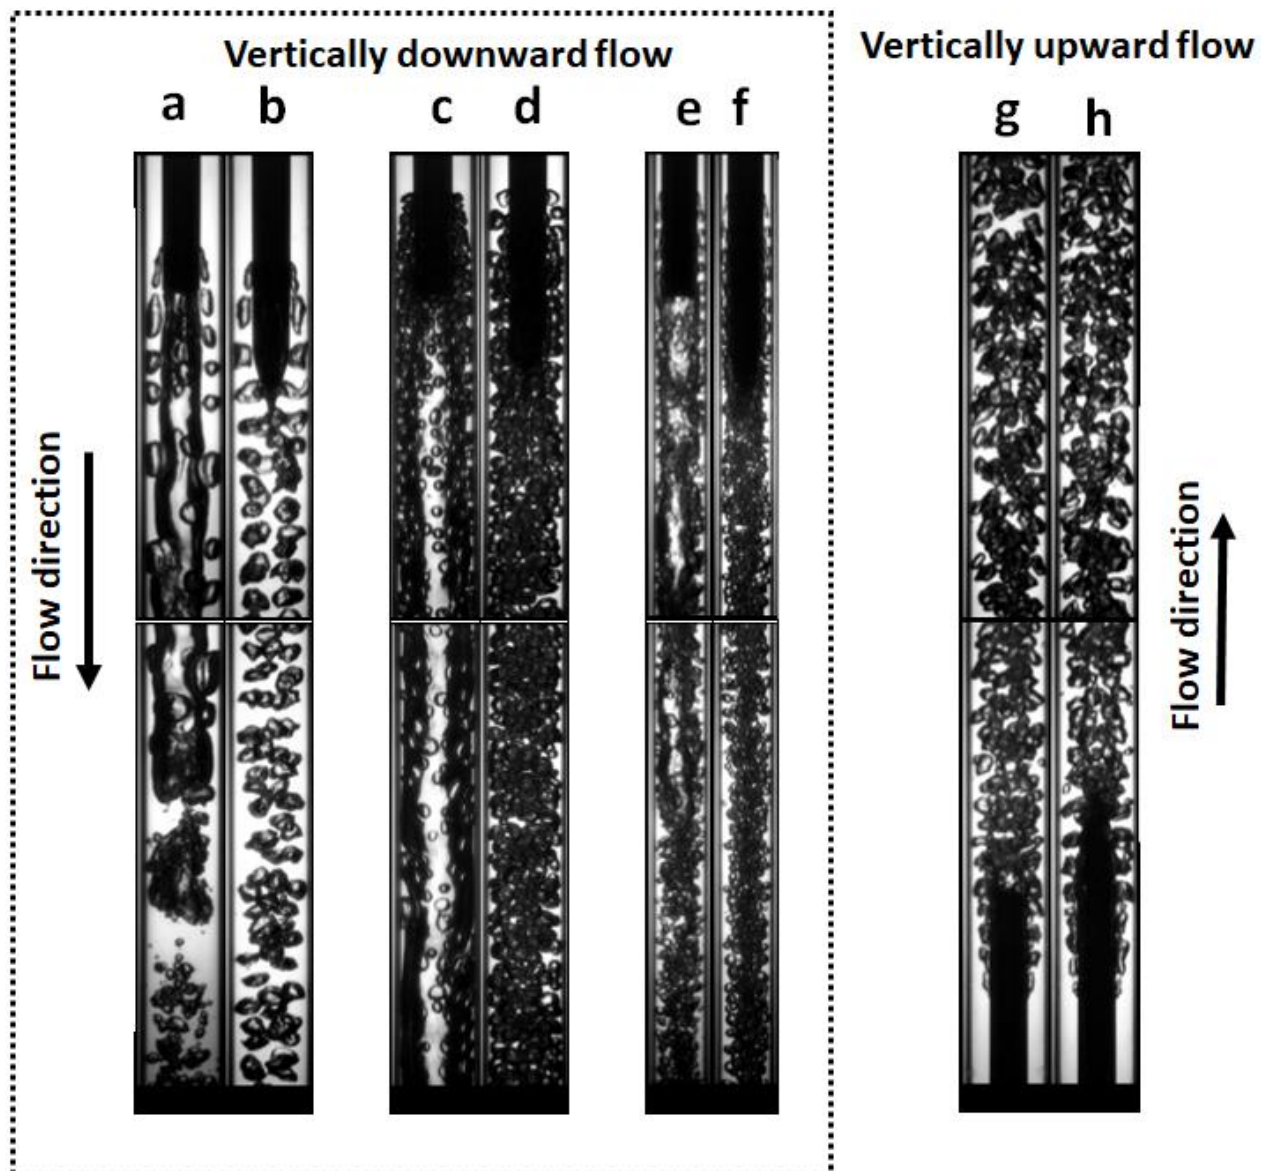 Vertically downward flow
Vertically upward flow
a b c d e f g h
Flow direction
Flow direction